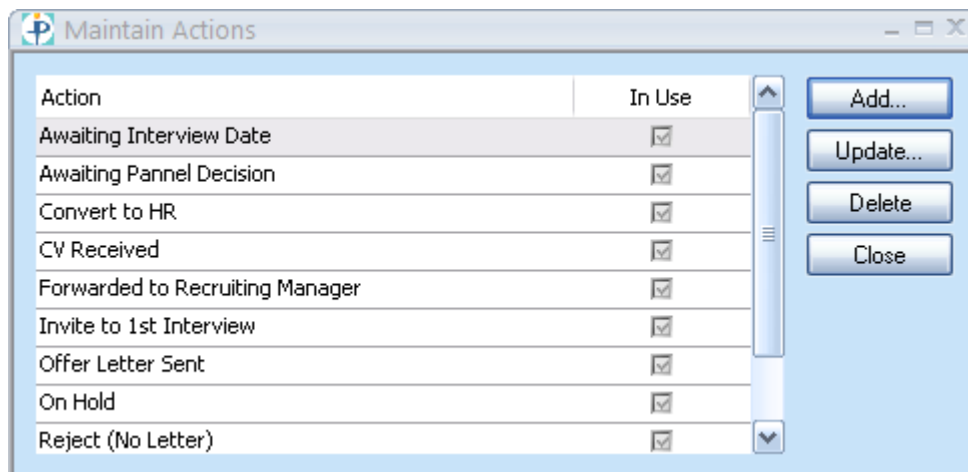 Maintain Actions
Action In Use
Add...
Awaiting Interview Date
Update...
Awaiting Pannel Decision
Convert to HR
Delete
CV Received
Close
Forwarded to Recruiting Manager
Invite to 1st Interview
Offer Letter Sent
On Hold
Reject (No Letter)